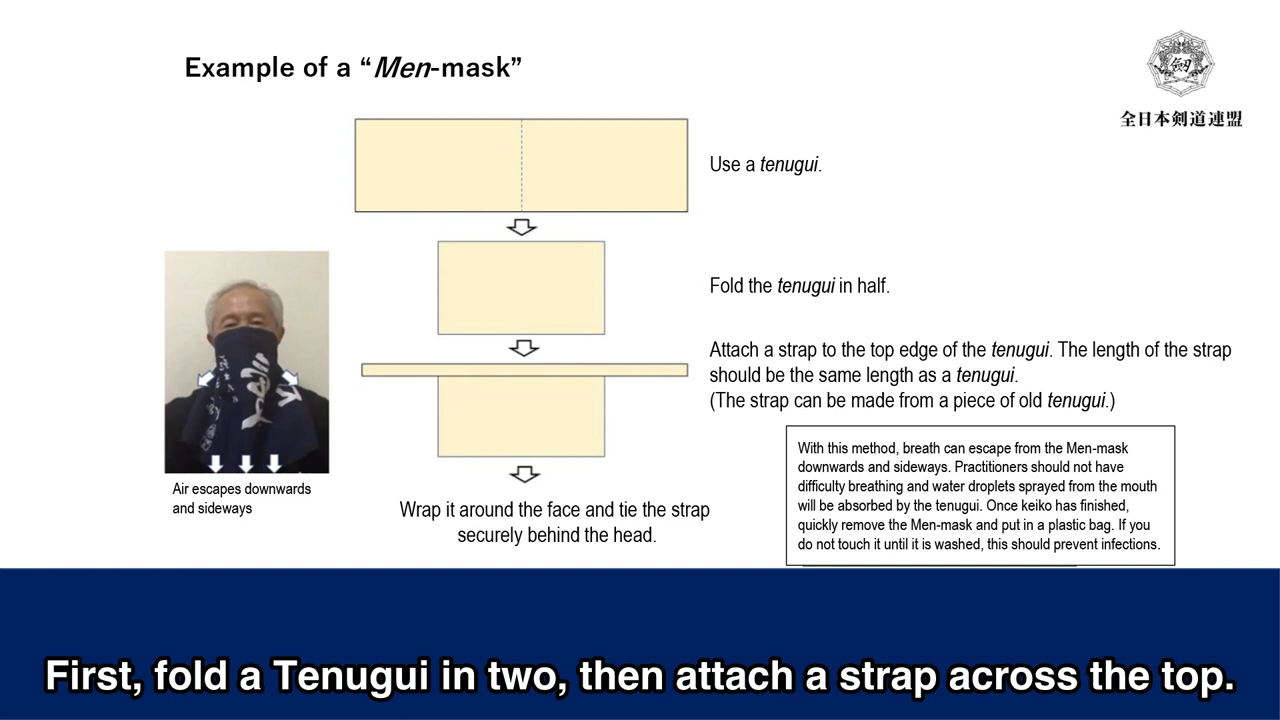 Example of a “Men-mask”
全日本剣道連盟
Use a tenugui.
Fold the tenugui in half.
Attach a strap to the top edge of the tenugui. The length of the strap
should be the same length as a tenugui.
(The strap can be made from a piece of old tenugui.)
With this method, breath can escape from the Men-mask
downwards and sideways. Practitioners should not have
difficulty breathing and water droplets sprayed from the mouth
will be absorbed by the tenugui. Once keiko has finished,
quickly remove the Men-mask and put in a plastic bag. If you
do not touch it until it is washed, this should prevent infections.
Air escapes downwards
and sideways
Wrap it around the face and tie the strap
securely behind the head.
First, fold a Tenugui in two, then attach a strap across the top.